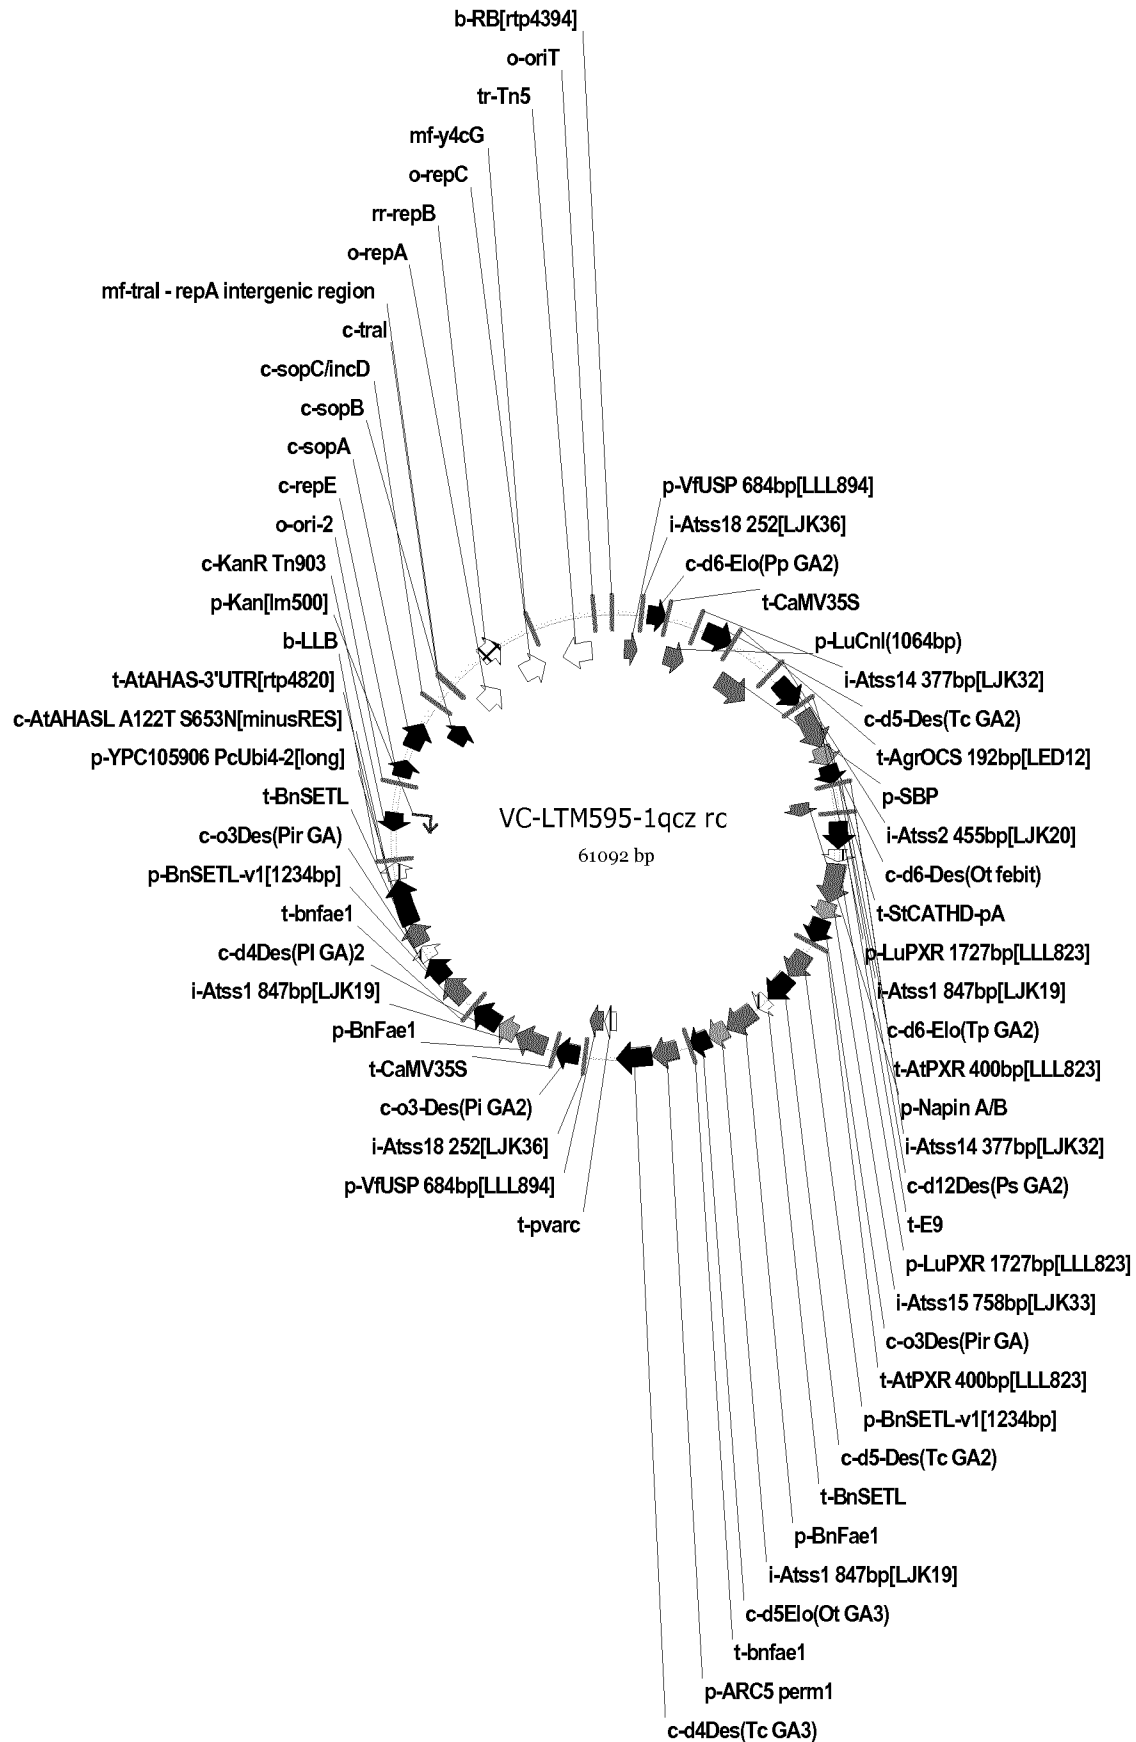 b-RB[rtp4394]
o-oriT
tr-Tn5
mf-y4cG
o-repC
rr-repB
o-repA
mf-traI - repA intergenic region
c-traI
c-sopC/incD
c-sopB
c-sopA
c-repE
o-ori-2
c-KanR Tn903
p-Kan[lm500]
b-LLB
t-AtAHAS-3'UTR[rtp4820]
c-AtAHASL A122T S653N[minusRES]
p-YPC105906 PcUbi4-2[long]
t-BnSETL
c-o3Des(Pir GA)
p-BnSETL-v1[1234bp]
t-bnfae1
c-d4Des(Pl GA)2
i-Atss1 847bp[LJK19]
p-BnFae1
t-CaMV35S
c-o3-Des(Pi GA2)
i-Atss18 252[LJK36]
p-VfUSP 684bp[LLL894]
t-pvarc
VC-LTM595-1qcz rc
61092 bp
p-VfUSP 684bp[LLL894]
i-Atss18 252[LJK36]
c-d6-Elo(Pp GA2)
t-CaMV35S
p-LuCnl(1064bp)
i-Atss14 377bp[LJK32]
c-d5-Des(Tc GA2)
t-AgrOCS 192bp[LED12]
p-SBP
i-Atss2 455bp[LJK20]
c-d6-Des(Ot febit)
t-StCATHD-pA
p-LuPXR 1727bp[LLL823]
i-Atss1 847bp[LJK19]
c-d6-Elo(Tp GA2)
t-AtPXR 400bp[LLL823]
p-Napin A/B
i-Atss14 377bp[LJK32]
c-d12Des(Ps GA2)
t-E9
p-LuPXR 1727bp[LLL823]
i-Atss15 758bp[LJK33]
c-o3Des(Pir GA)
t-AtPXR 400bp[LLL823]
p-BnSETL-v1[1234bp]
c-d5-Des(Tc GA2)
t-BnSETL
p-BnFae1
i-Atss1 847bp[LJK19]
c-d5Elo(Ot GA3)
t-bnfae1
p-ARC5 perm1
c-d4Des(Tc GA3)